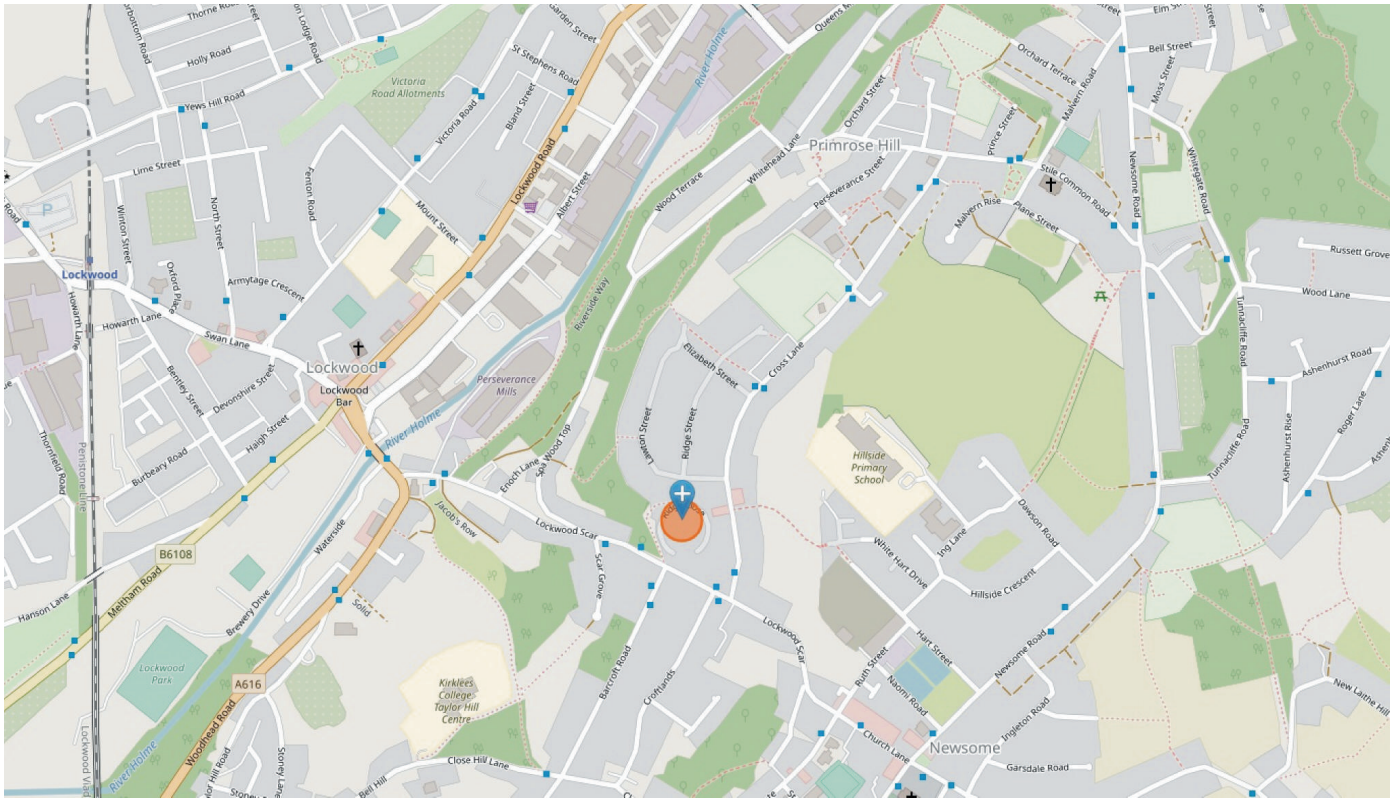 Thorne Road
Holly Road
Lodge Road
Garden Street
St Stephens Road
River Holme
Orchard Terrace
Bell Street
Moss Street
Malvern Road
Yews Hill Road
Victoria
Road Allotments
Victoria Road
Bland Street
Lockwood Road
Orchard Street
Primrose Hill
Prince Street
Newsome Road
Whitegate Road
Lime Street
Fenton Road
Albert Street
Wood Terrace
Whitehead Lane
Perseverance Street
Stile Common Road
Malvern Rise
Plane Street
P
Winton Street
North Street
Mount Street
Russett Grove
Lockwood
Oxford Place
Armytage Crescent
Riverside Way
Wood Lane
Howarth Lane
Howarth Lane
Swan Lane
Tunnacliffe Road
Lockwood
Lockwood
Bar
Bentley Street
Devonshire Street
Perseverance
Mills
Elizabeth Street
Cross Lane
Ashenhurst Road
Haigh Street
River Holme
Lawton Street
Ridge Street
Roger Lane
Ashenhurst Rise
Tunnacliffe Road
Thornfield Road
Penistone Line
Burbeary Road
Enoch Lane
Spa Wood Top
Hillside
Primary
School
Jacob's Row
Lockwood Scar
Dawson Road
Ing Lane
Waterside
B6108
Meltham Road
Scar Grove
White Hart Drive
Hillside Crescent
Hanson Lane
Brewery Drive
Solid
Lockwood Scar
Hart Street
Newsome Road
Lockwood
Park
Barcroft Road
Croftlands
Ruth Street
Naomi Road
A616
Woodhead Road
Kirklees
College
Taylor Hill
Centre
New Laithe Hill
Ingleton Road
Church Lane
Newsome
River Holme
Stoney Lane
Close Hill Lane
Garsdale Road